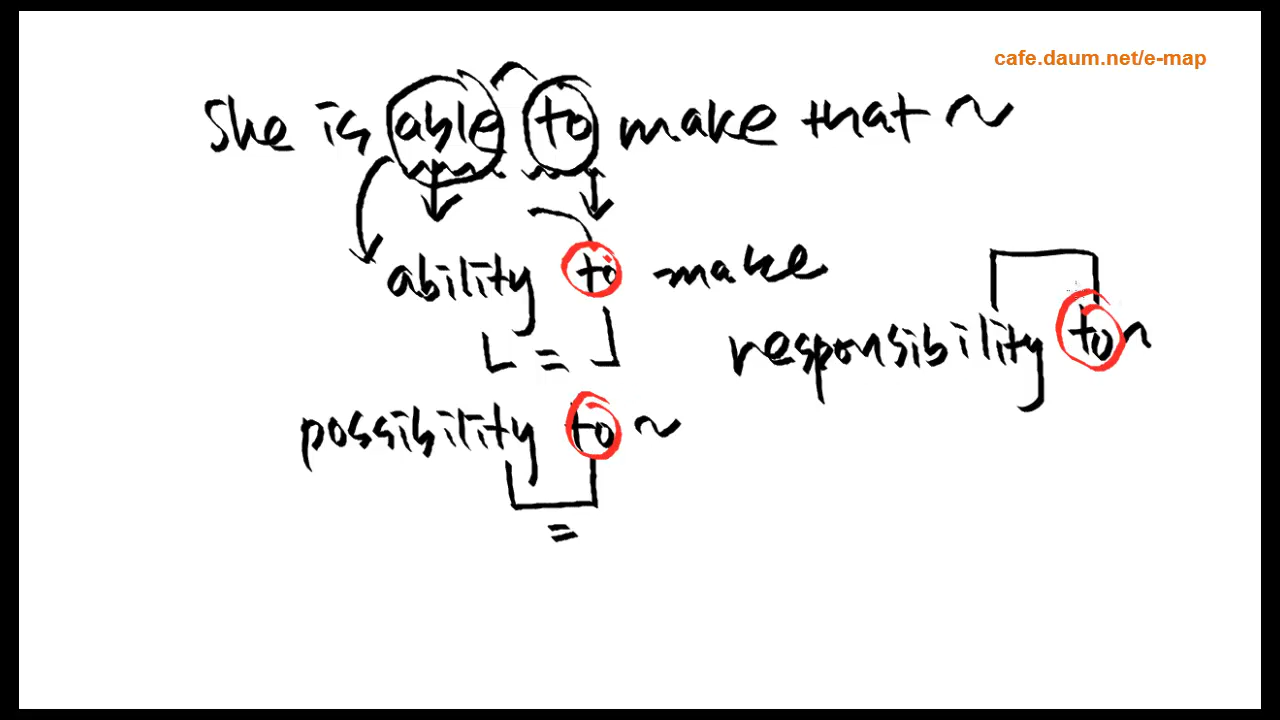 cafe.daum.net/e-map
She is able to make that ~
ability to make
=
responsibility to ~
possibility to ~
=